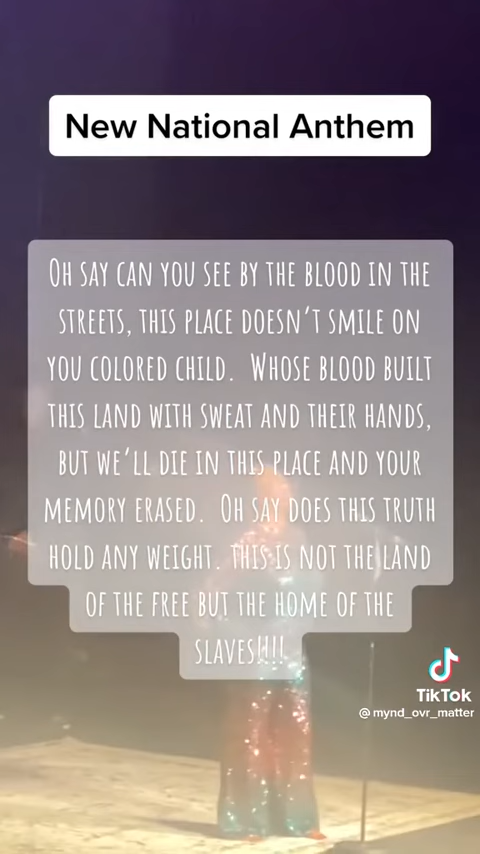 New National Anthem
Oh say can you see by the blood in the
streets, this place doesn't smile on
you colored child.  Whose blood built
this land with sweat and their hands,
but we'll die in this place and your
memory erased.  Oh say does this truth
hold any weight. this is not the land
of the free but the home of the
slaves!!!!
TikTok
@mynd_ovr_matter